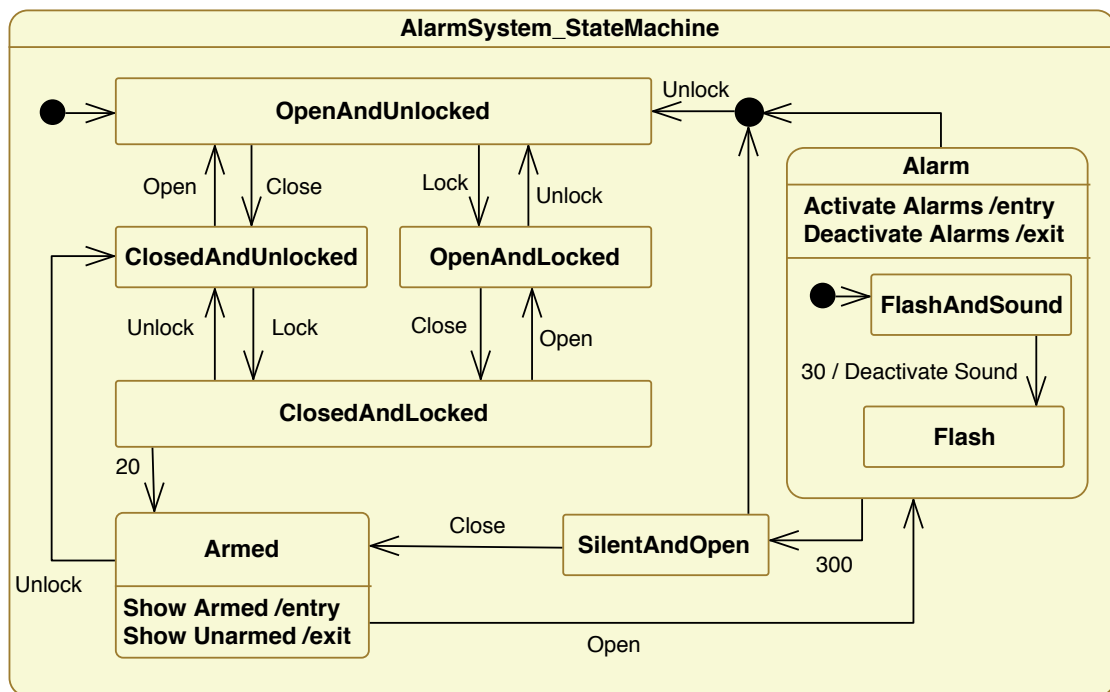 AlarmSystem_StateMachine
OpenAndUnlocked
Unlock
Open
Close
Lock
Unlock
Alarm
Activate Alarms /entry
Deactivate Alarms /exit
ClosedAndUnlocked
OpenAndLocked
FlashAndSound
Unlock
Lock
Close
Open
30 / Deactivate Sound
ClosedAndLocked
Flash
20
Close
Armed
SilentAndOpen
300
Unlock
Show Armed /entry
Show Unarmed /exit
Open